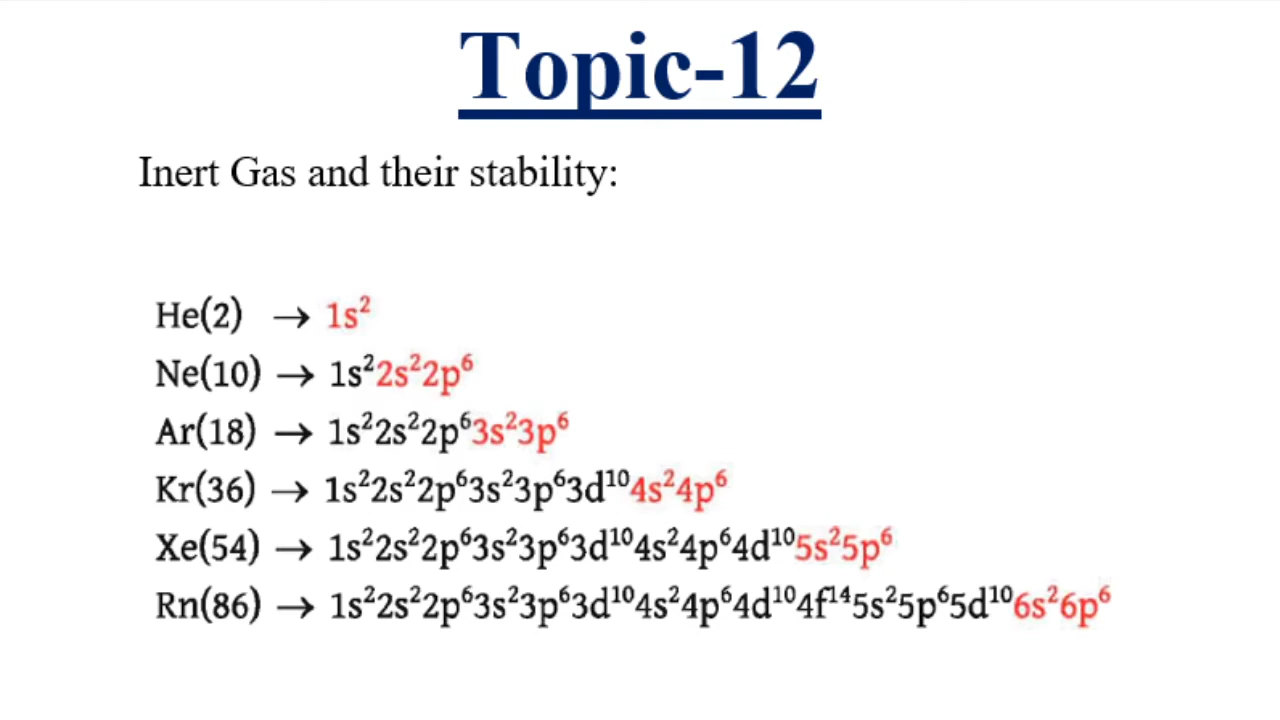 Topic-12
Inert Gas and their stability:
He(2) → 1s²
Ne(10) → 1s²2s²2p⁶
Ar(18) → 1s²2s²2p⁶3s²3p⁶
Kr(36) → 1s²2s²2p⁶3s²3p⁶3d¹⁰4s²4p⁶
Xe(54) → 1s²2s²2p⁶3s²3p⁶3d¹⁰4s²4p⁶4d¹⁰5s²5p⁶
Rn(86) → 1s²2s²2p⁶3s²3p⁶3d¹⁰4s²4p⁶4d¹⁰4f¹⁴5s²5p⁶5d¹⁰6s²6p⁶